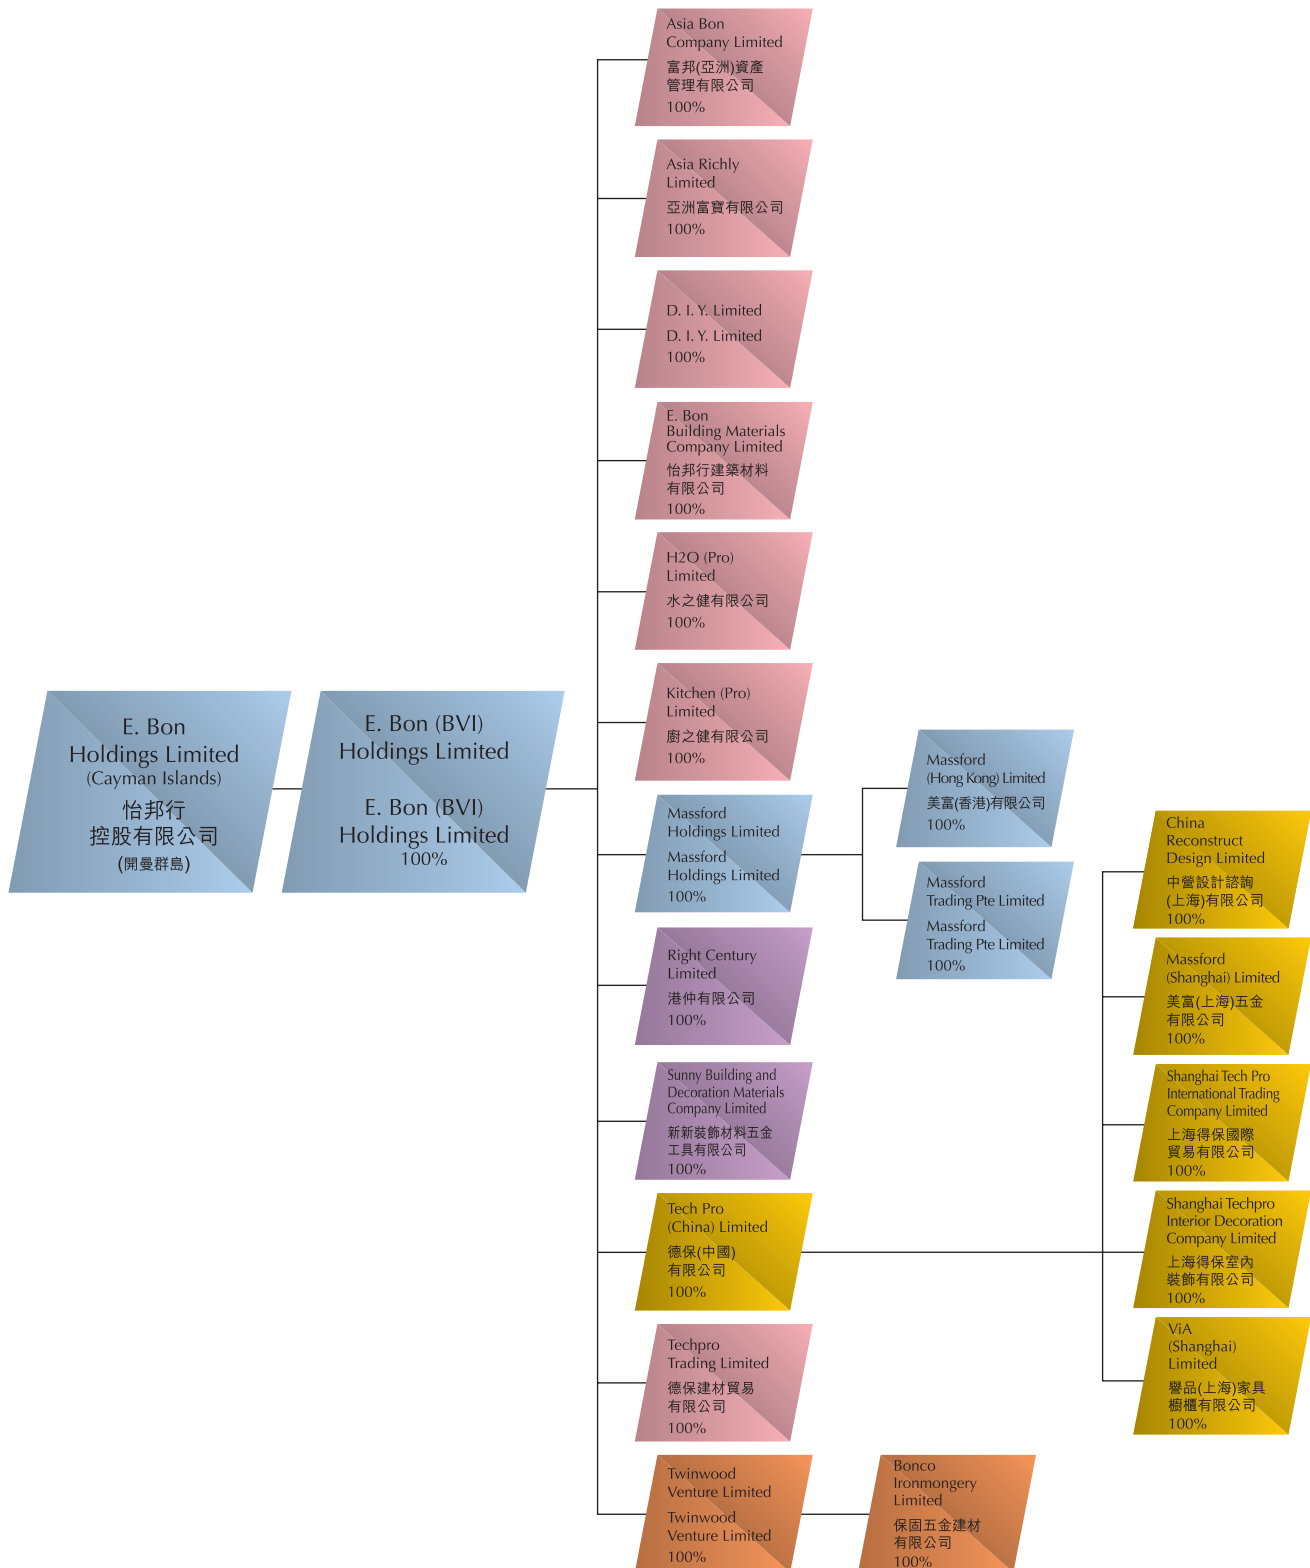 E. Bon
Holdings Limited
(Cayman Islands)
怡邦行
控股有限公司
(開曼群島)
E. Bon (BVI)
Holdings Limited
E. Bon (BVI)
Holdings Limited
100%
Asia Bon
Company Limited
富邦(亞洲)資產
管理有限公司
100%
Asia Richly
Limited
亞洲富寶有限公司
100%
D. I. Y. Limited
D. I. Y. Limited
100%
E. Bon
Building Materials
Company Limited
怡邦行建築材料
有限公司
100%
H2O (Pro)
Limited
水之健有限公司
100%
Kitchen (Pro)
Limited
廚之健有限公司
100%
Massford
Holdings Limited
Massford
Holdings Limited
100%
Massford
(Hong Kong) Limited
美富(香港)有限公司
100%
Massford
Trading Pte Limited
Massford
Trading Pte Limited
100%
Right Century
Limited
港仲有限公司
100%
Sunny Building and
Decoration Materials
Company Limited
新新裝飾材料五金
工具有限公司
100%
Tech Pro
(China) Limited
德保(中國)
有限公司
100%
China
Reconstruct
Design Limited
中營設計諮詢
(上海)有限公司
100%
Massford
(Shanghai) Limited
美富(上海)五金
有限公司
100%
Shanghai Tech Pro
International Trading
Company Limited
上海得保國際
貿易有限公司
100%
Shanghai Techpro
Interior Decoration
Company Limited
上海得保室內
裝飾有限公司
100%
ViA
(Shanghai)
Limited
譽品(上海)家具
櫥櫃有限公司
100%
Techpro
Trading Limited
德保建材貿易
有限公司
100%
Twinwood
Venture Limited
Twinwood
Venture Limited
100%
Bonco
Ironmongery
Limited
保固五金建材
有限公司
100%